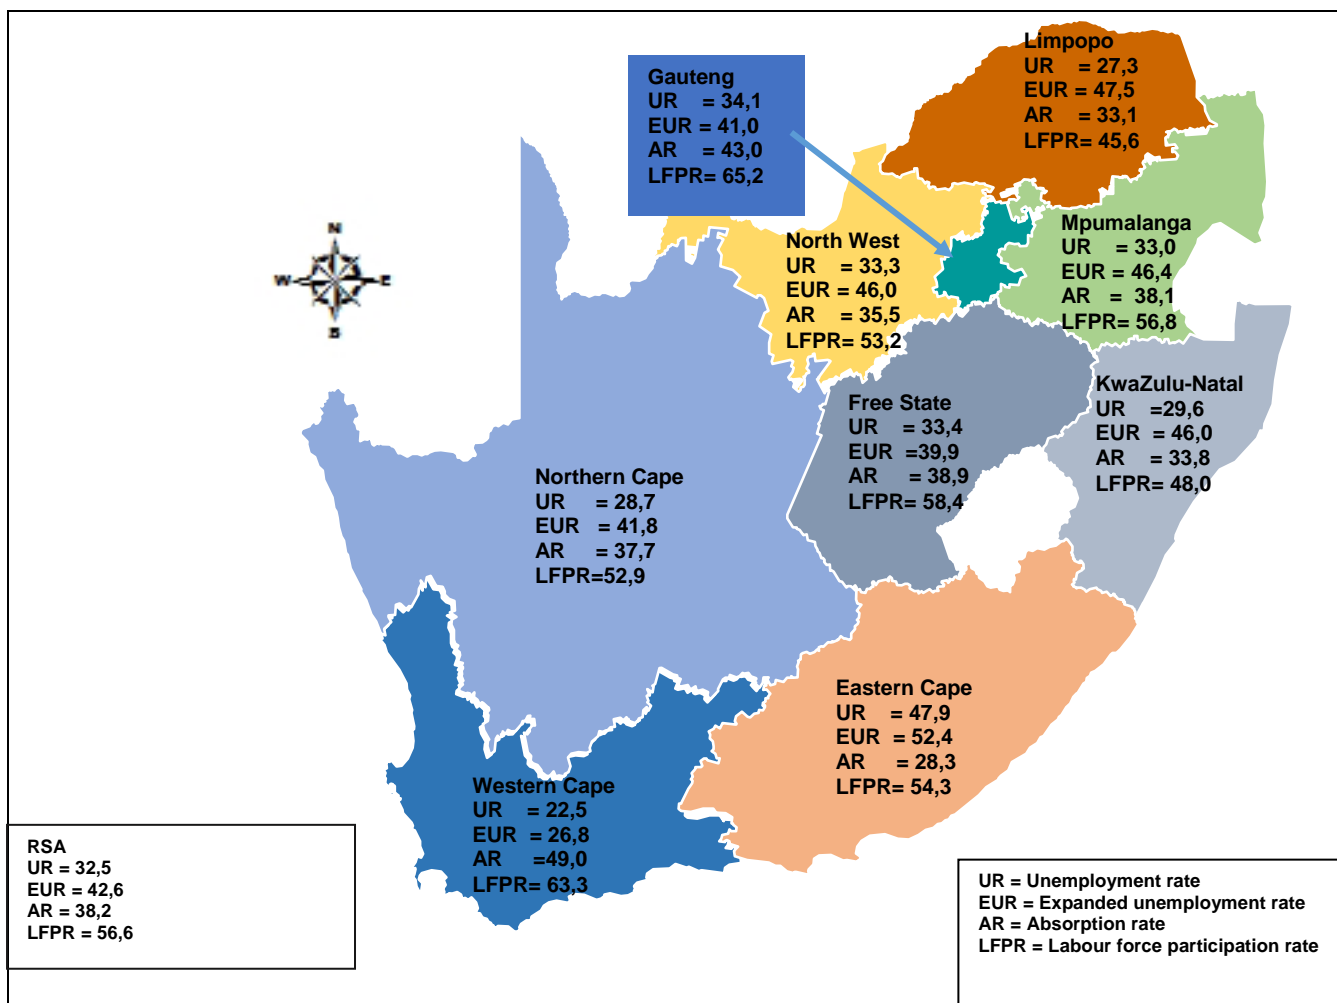 Limpopo
UR = 27,3
EUR = 47,5
AR = 33,1
LFPR= 45,6
Gauteng
UR = 34,1
EUR = 41,0
AR = 43,0
LFPR= 65,2
Mpumalanga
UR = 33,0
EUR = 46,4
AR = 38,1
LFPR= 56,8
North West
UR = 33,3
EUR = 46,0
AR = 35,5
LFPR= 53,2
N
W
E
S
KwaZulu-Natal
UR =29,6
EUR = 46,0
AR = 33,8
LFPR= 48,0
Free State
UR = 33,4
EUR =39,9
AR = 38,9
LFPR= 58,4
Northern Cape
UR = 28,7
EUR = 41,8
AR = 37,7
LFPR=52,9
Eastern Cape
UR = 47,9
EUR = 52,4
AR = 28,3
LFPR= 54,3
Western Cape
UR = 22,5
EUR = 26,8
AR =49,0
LFPR= 63,3
RSA
UR = 32,5
EUR = 42,6
AR = 38,2
LFPR = 56,6
UR = Unemployment rate
EUR = Expanded unemployment rate
AR = Absorption rate
LFPR = Labour force participation rate